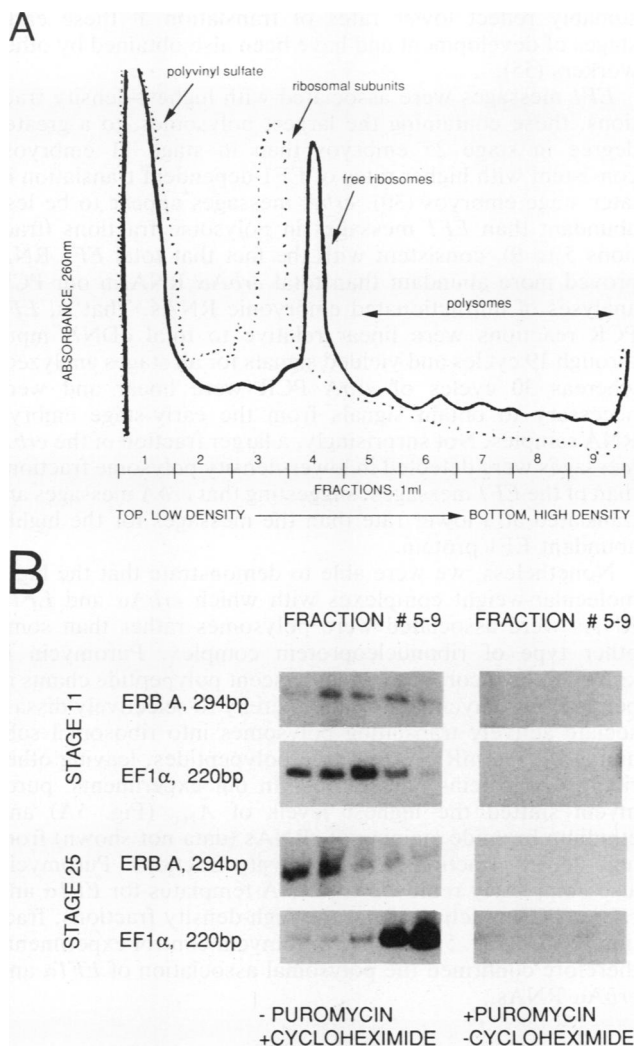 A
polyvinyl sulfate
ribosomal subunits
free ribosomes
polysomes
ABSORBANCE, 260nm
1 2 3 4 5 6 7 8 9
FRACTIONS, 1ml
TOP, LOW DENSITY BOTTOM, HIGH DENSITY
B
FRACTION # 5-9 FRACTION # 5-9
STAGE 11
ERB A, 294bp
EF1α, 220bp
STAGE 25
ERB A, 294bp
EF1α, 220bp
- PUROMYCIN +PUROMYCIN
+CYCLOHEXIMIDE -CYCLOHEXIMIDE